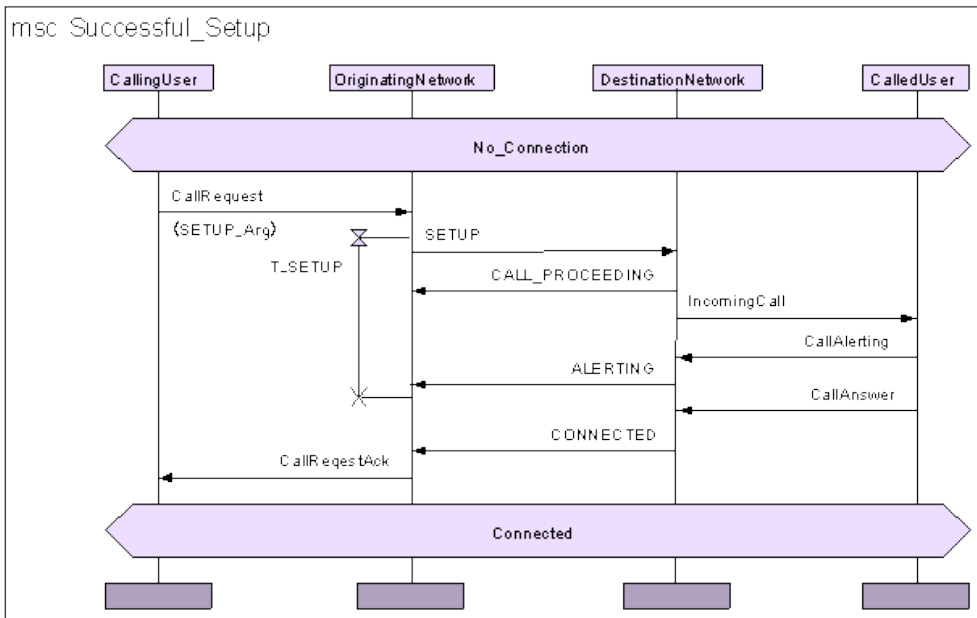 msc Successful_Setup
CallingUser
OriginatingNetwork
DestinationNetwork
CalledUser
No_Connection
CallRequest
(SETUP_Arg)
SETUP
T_SETUP
CALL_PROCEEDING
IncomingCall
CallAlerting
ALERTING
CallAnswer
CONNECTED
CallReqestAck
Connected